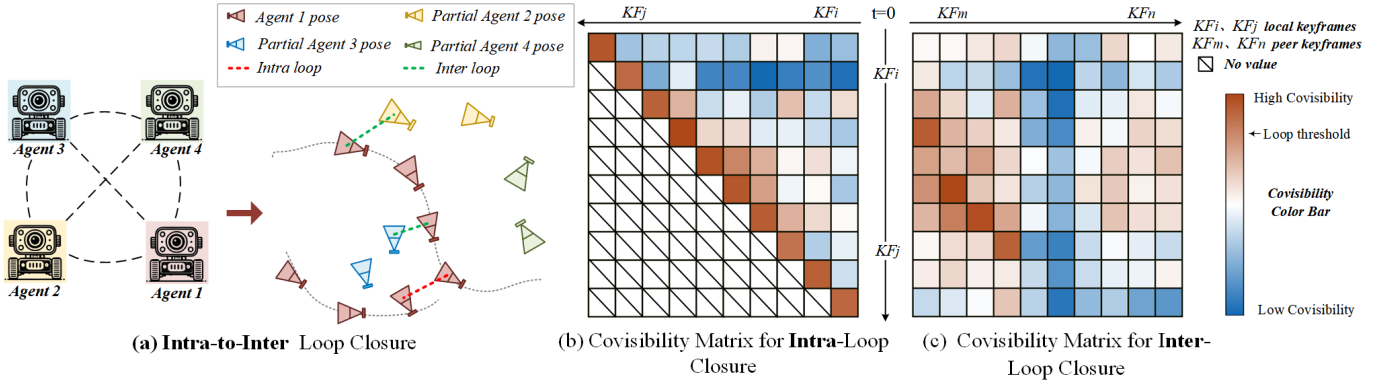 Agent 1 pose
Partial Agent 2 pose
Partial Agent 3 pose
Partial Agent 4 pose
Intra loop
Inter loop
Agent 3
Agent 4
Agent 2
Agent 1
(a) Intra-to-Inter Loop Closure
KFj
KFi
t=0
KFi
KFj
(b) Covisibility Matrix for Intra-Loop
Closure
KFm
KFn
(c) Covisibility Matrix for Inter-
Loop Closure
KFi、KFj local keyframes
KFm、KFn peer keyframes
No value
High Covisibility
Loop threshold
Covisibility
Color Bar
Low Covisibility